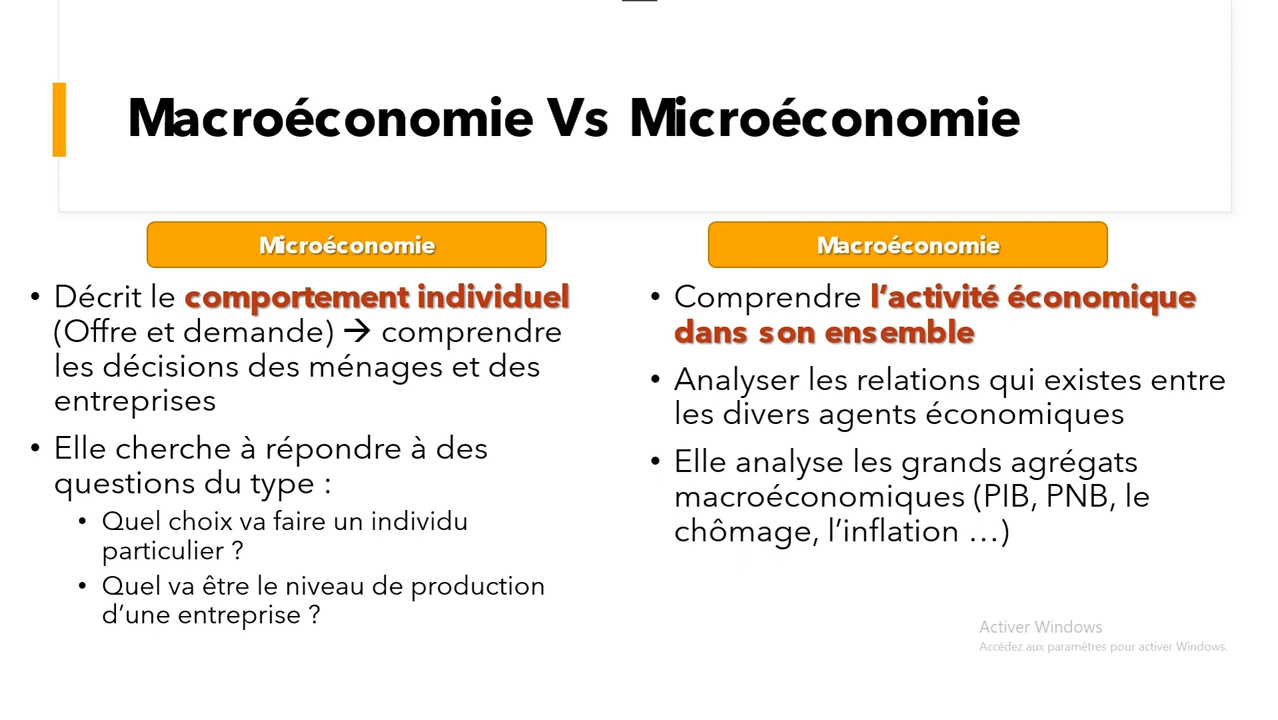 Macroéconomie Vs Microéconomie
Microéconomie
• Décrit le comportement individuel
(Offre et demande) → comprendre
les décisions des ménages et des
entreprises
• Elle cherche à répondre à des
questions du type :
• Quel choix va faire un individu
particulier ?
• Quel va être le niveau de production
d’une entreprise ?
Macroéconomie
• Comprendre l’activité économique
dans son ensemble
• Analyser les relations qui existes entre
les divers agents économiques
• Elle analyse les grands agrégats
macroéconomiques (PIB, PNB, le
chômage, l’inflation …)
Activer Windows
Accédez aux paramètres pour activer Windows.